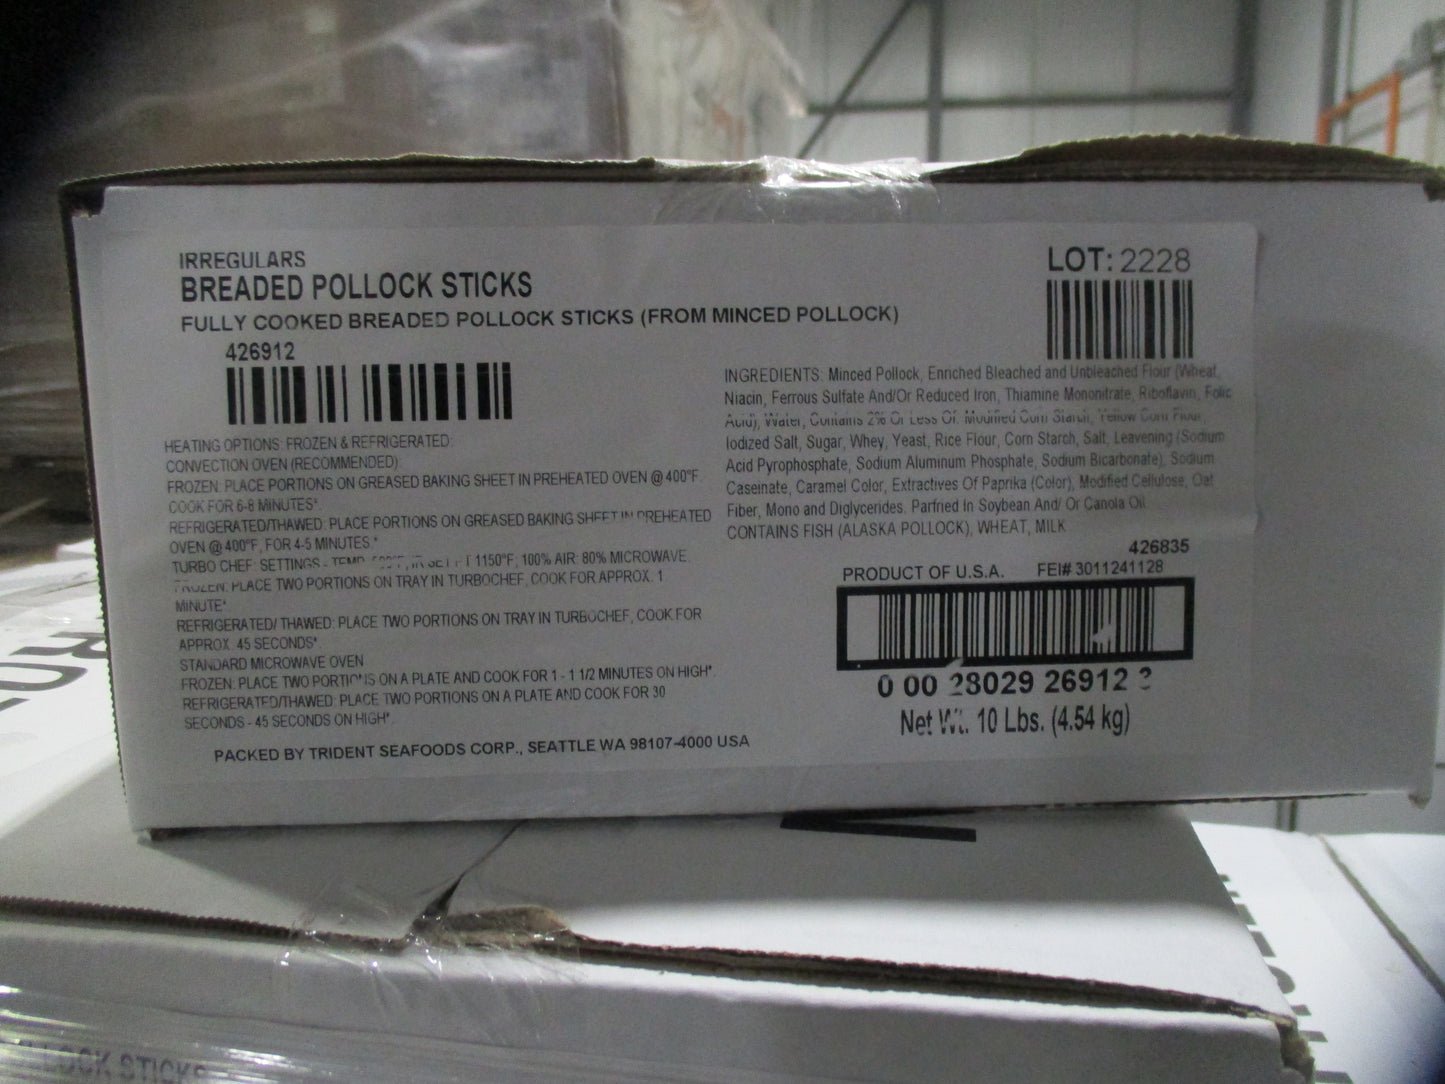 IRREGULARS
BREADED POLLOCK STICKS
FULLY COOKED BREADED POLLOCK STICKS (FROM MINCED POLLOCK)
426912
LOT: 2228
HEATING OPTIONS: FROZEN & REFRIGERATED:
CONVECTION OVEN (RECOMMENDED):
FROZEN: PLACE PORTIONS ON GREASED BAKING SHEET IN PREHEATED OVEN @ 400°F.
COOK FOR 6-8 MINUTES*.
REFRIGERATED/THAWED: PLACE PORTIONS ON GREASED BAKING SHEET IN PREHEATED
OVEN @ 400°F, FOR 4-5 MINUTES.*
TURBO CHEF: SETTINGS - TEMP. 1150°F; 100% AIR: 80% MICROWAVE.
FROZEN: PLACE TWO PORTIONS ON TRAY IN TURBOCHEF, COOK FOR APPROX. 1
MINUTE*
REFRIGERATED/ THAWED: PLACE TWO PORTIONS ON TRAY IN TURBOCHEF, COOK FOR
APPROX. 45 SECONDS*.
STANDARD MICROWAVE OVEN
FROZEN: PLACE TWO PORTIONS ON A PLATE AND COOK FOR 1 - 1 1/2 MINUTES ON HIGH*.
REFRIGERATED/THAWED: PLACE TWO PORTIONS ON A PLATE AND COOK FOR 30
SECONDS - 45 SECONDS ON HIGH*.
PACKED BY TRIDENT SEAFOODS CORP., SEATTLE WA 98107-4000 USA
INGREDIENTS: Minced Pollock, Enriched Bleached and Unbleached Flour (Wheat,
Niacin, Ferrous Sulfate And/Or Reduced Iron, Thiamine Mononitrate, Riboflavin, Folic
Acid), Water, Contains 2% Or Less Of: Modified Corn Starch, Yellow Corn Flour,
Iodized Salt, Sugar, Whey, Yeast, Rice Flour, Corn Starch, Salt, Leavening (Sodium
Acid Pyrophosphate, Sodium Aluminum Phosphate, Sodium Bicarbonate), Sodium
Caseinate, Caramel Color, Extractives Of Paprika (Color), Modified Cellulose, Oat
Fiber, Mono and Diglycerides. Parfried In Soybean And/ Or Canola Oil.
CONTAINS FISH (ALASKA POLLOCK), WHEAT, MILK
426835
PRODUCT OF U.S.A. FEI# 3011241128
0 00 28029 26912
Net Wt. 10 Lbs. (4.54 kg)
LOCK STICKS